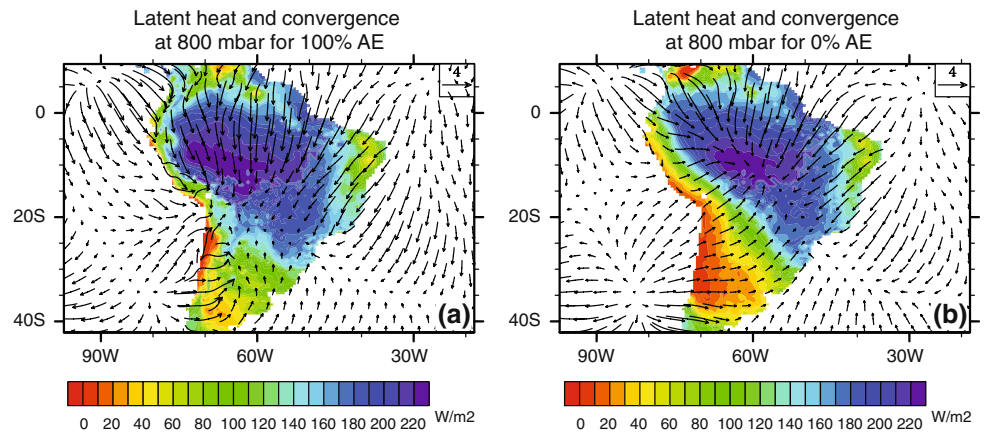 Latent heat and convergence
at 800 mbar for 100% AE
4
0
20S
40S
(a)
90W 60W 30W
0 20 40 60 80 100 120 140 160 180 200 220 W/m2
Latent heat and convergence
at 800 mbar for 0% AE
4
0
20S
40S
(b)
90W 60W 30W
0 20 40 60 80 100 120 140 160 180 200 220 W/m2